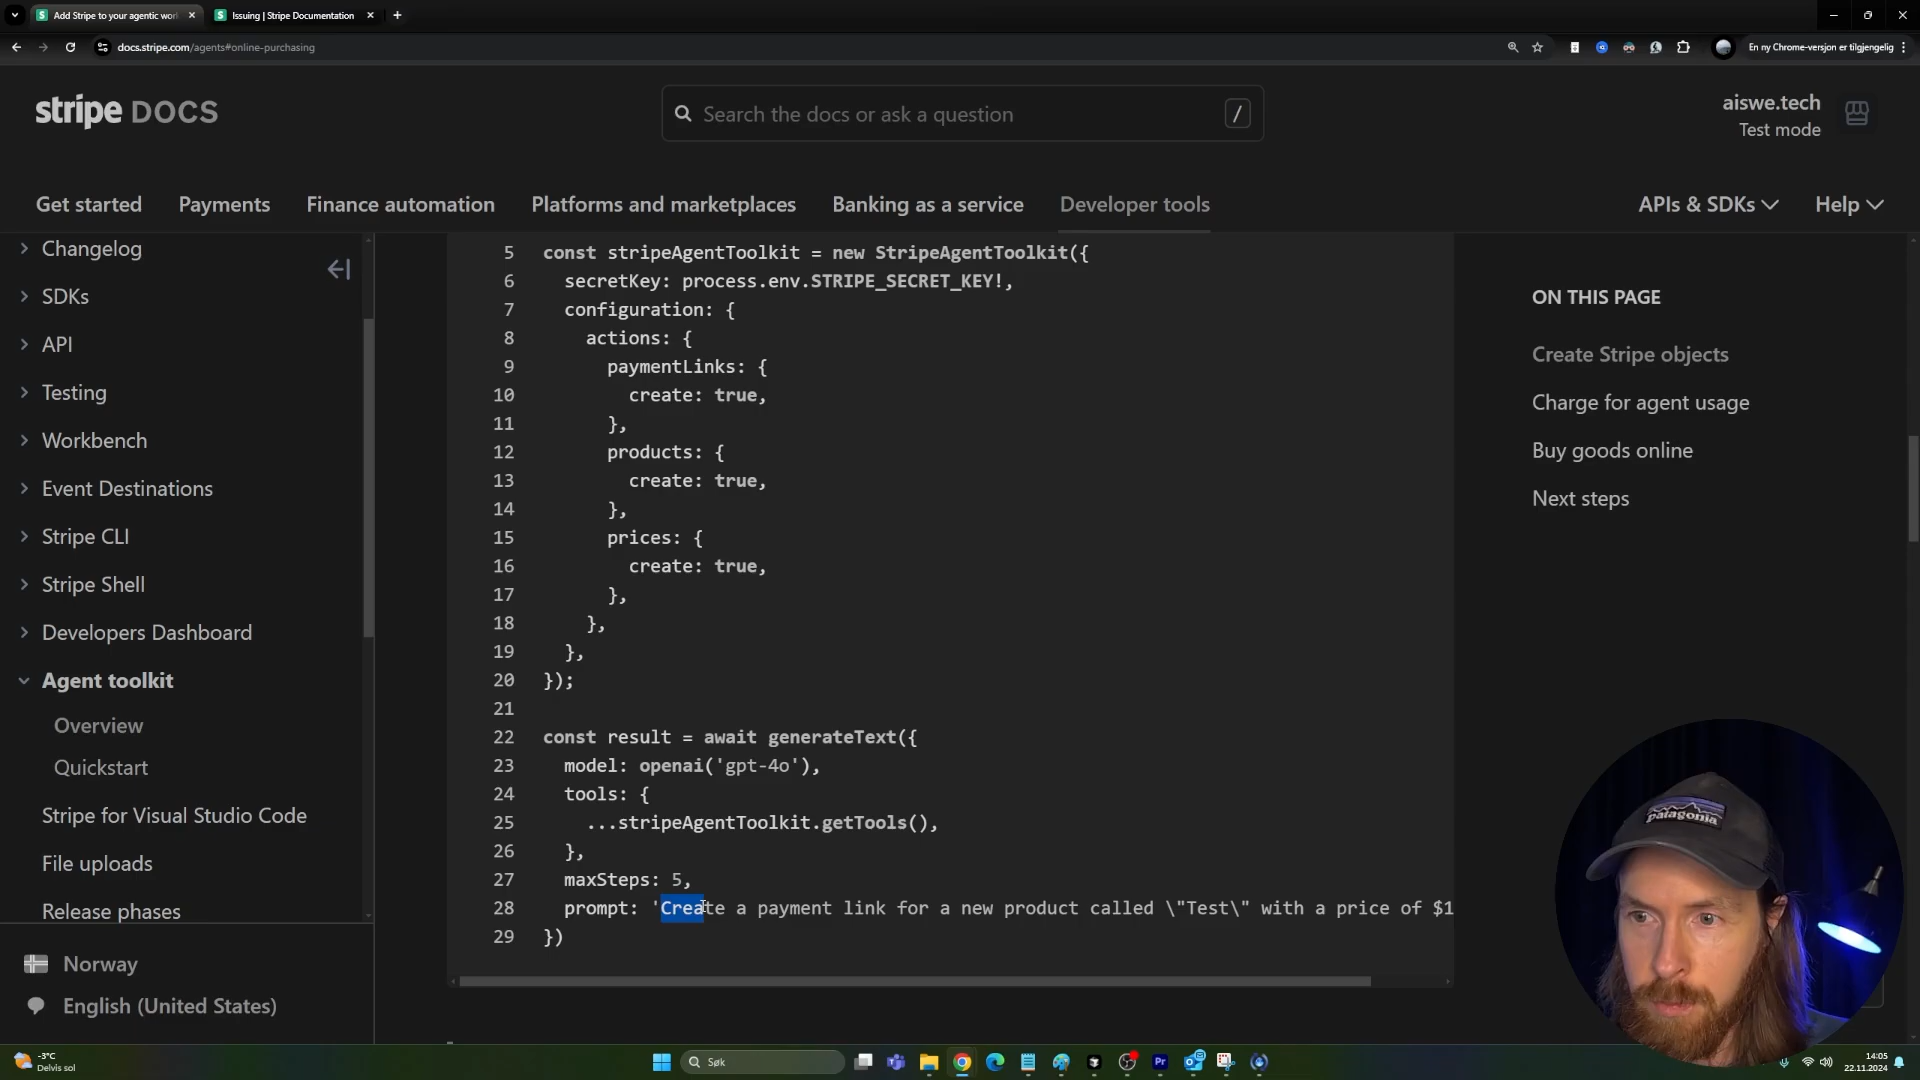 Add Stripe to your agentic wor
Issuing | Stripe Documentation
docs.stripe.com/agents#online-purchasing
En ny Chrome-versjon er tilgjengelig
stripe DOCS
Search the docs or ask a question
/
aiswe.tech
Test mode
Get started
Payments
Finance automation
Platforms and marketplaces
Banking as a service
Developer tools
APIs & SDKs
Help
Changelog
SDKs
API
Testing
Workbench
Event Destinations
Stripe CLI
Stripe Shell
Developers Dashboard
Agent toolkit
Overview
Quickstart
Stripe for Visual Studio Code
File uploads
Release phases
Norway
English (United States)
5 const stripeAgentToolkit = new StripeAgentToolkit({
6 secretKey: process.env.STRIPE_SECRET_KEY!,
7 configuration: {
8 actions: {
9 paymentLinks: {
10 create: true,
11 },
12 products: {
13 create: true,
14 },
15 prices: {
16 create: true,
17 },
18 },
19 },
20 });
21
22 const result = await generateText({
23 model: openai('gpt-4o'),
24 tools: {
25 ...stripeAgentToolkit.getTools(),
26 },
27 maxSteps: 5,
28 prompt: 'Create a payment link for a new product called \"Test\" with a price of $1
29 })
ON THIS PAGE
Create Stripe objects
Charge for agent usage
Buy goods online
Next steps
patagonia
-3°C
Delvis sol
Søk
14:05
22.11.2024